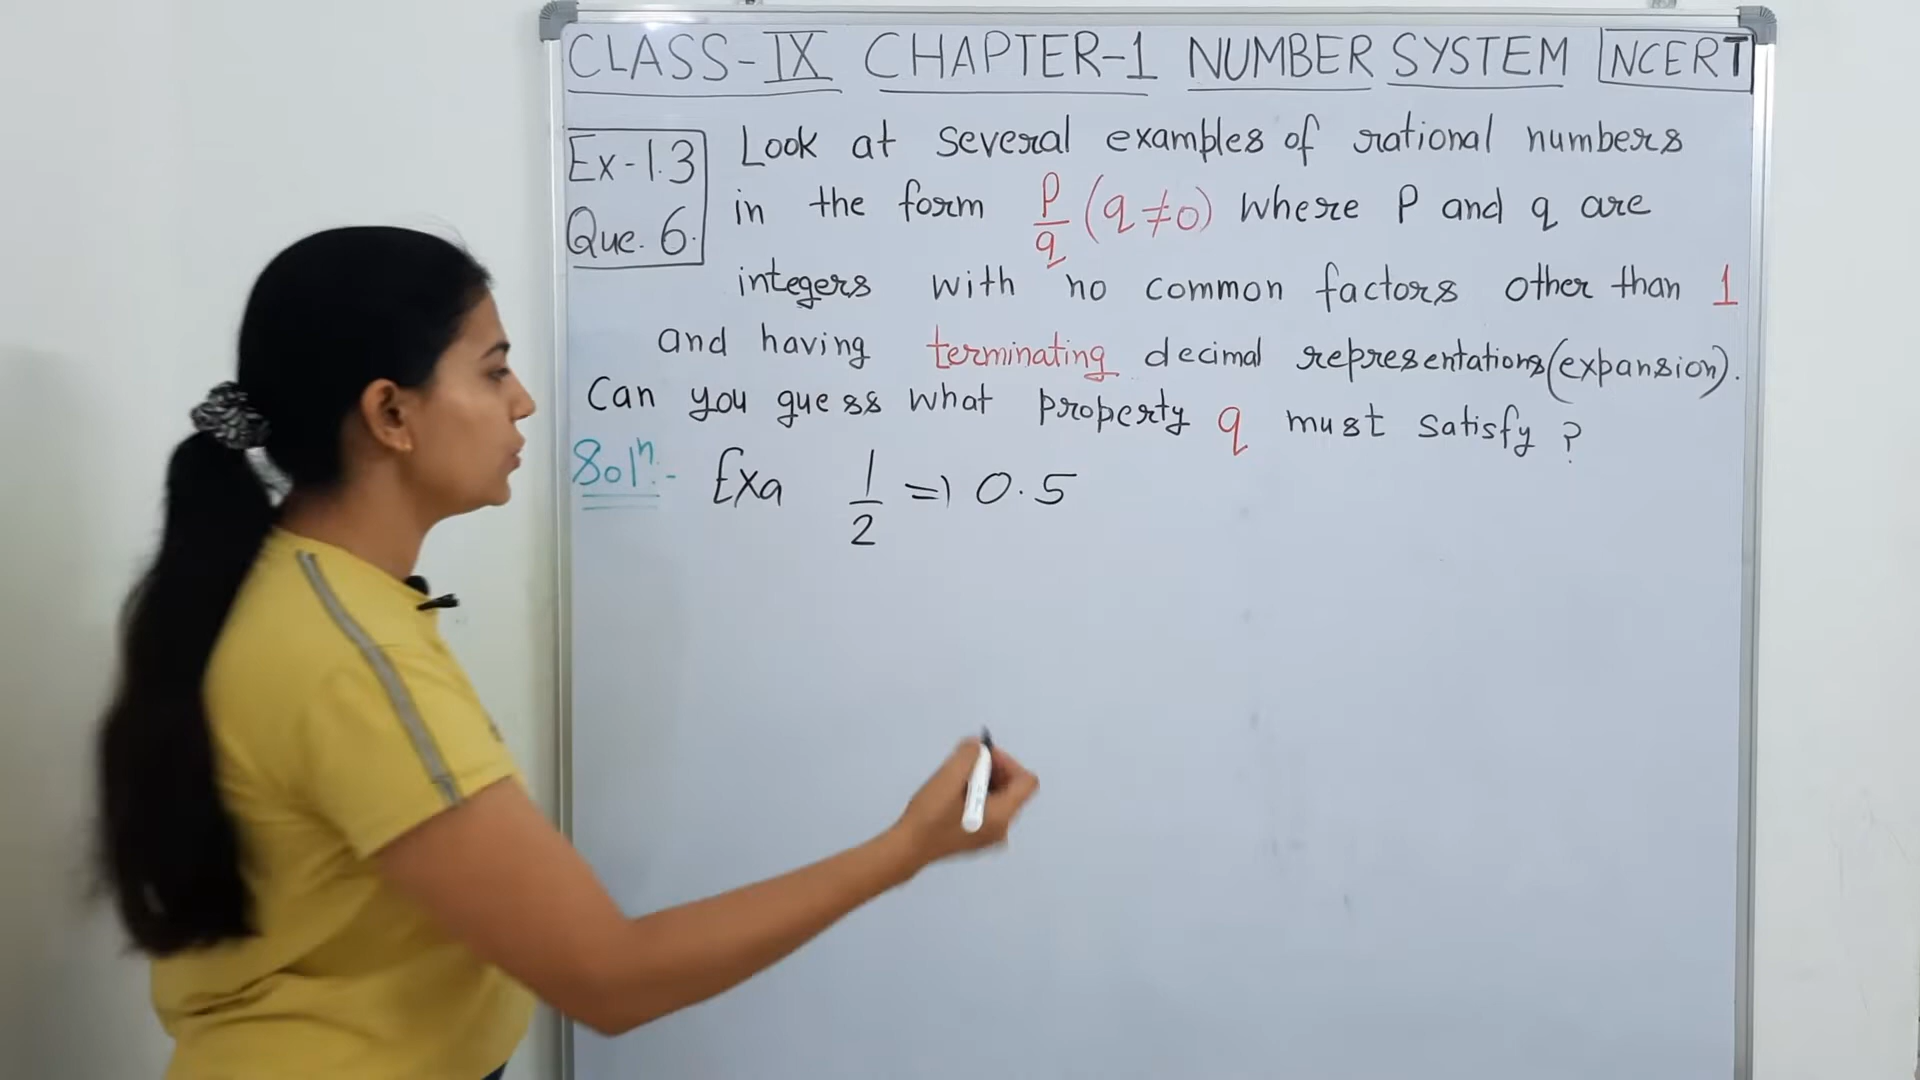 CLASS-IX CHAPTER-1 NUMBER SYSTEM NCERT
Ex-1.3
Que. 6.
Look at several examples of rational numbers
in the form p/q (q≠0) where p and q are
integers with no common factors other than 1
and having terminating decimal representations(expansion).
Can you guess what property q must satisfy ?
Solⁿ:- Exa 1/2 ⇒ 0.5